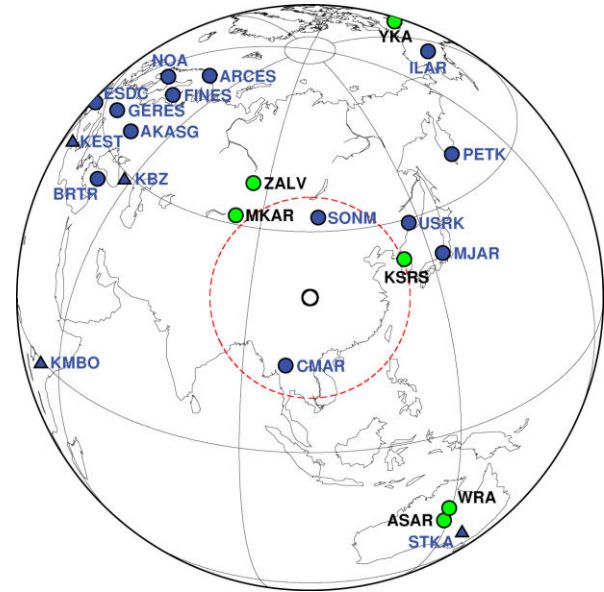 YKA
ILAR
NOA
ARCES
ESDC
FINES
GERES
KEST
AKASG
PETK
BRTR
KBZ
ZALV
MKAR
SONM
USRK
MJAR
KSRS
KMBO
CMAR
WRA
ASAR
STKA